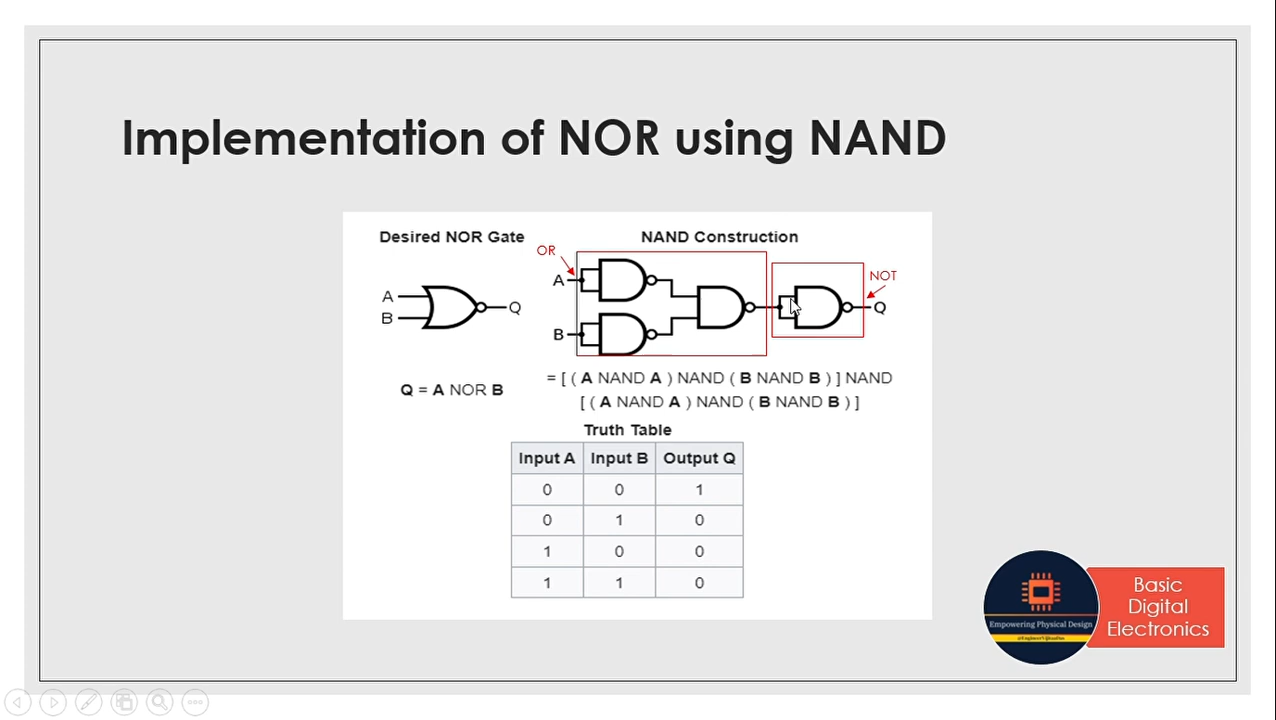 Implementation of NOR using NAND
Desired NOR Gate
NAND Construction
OR
NOT
A
B
Q
A
B
Q
Q = A NOR B
= [ ( A NAND A ) NAND ( B NAND B ) ] NAND
[ ( A NAND A ) NAND ( B NAND B ) ]
Truth Table
Input A Input B Output Q
0 0 1
0 1 0
1 0 0
1 1 0
Empowering Physical Design
Basic
Digital
Electronics